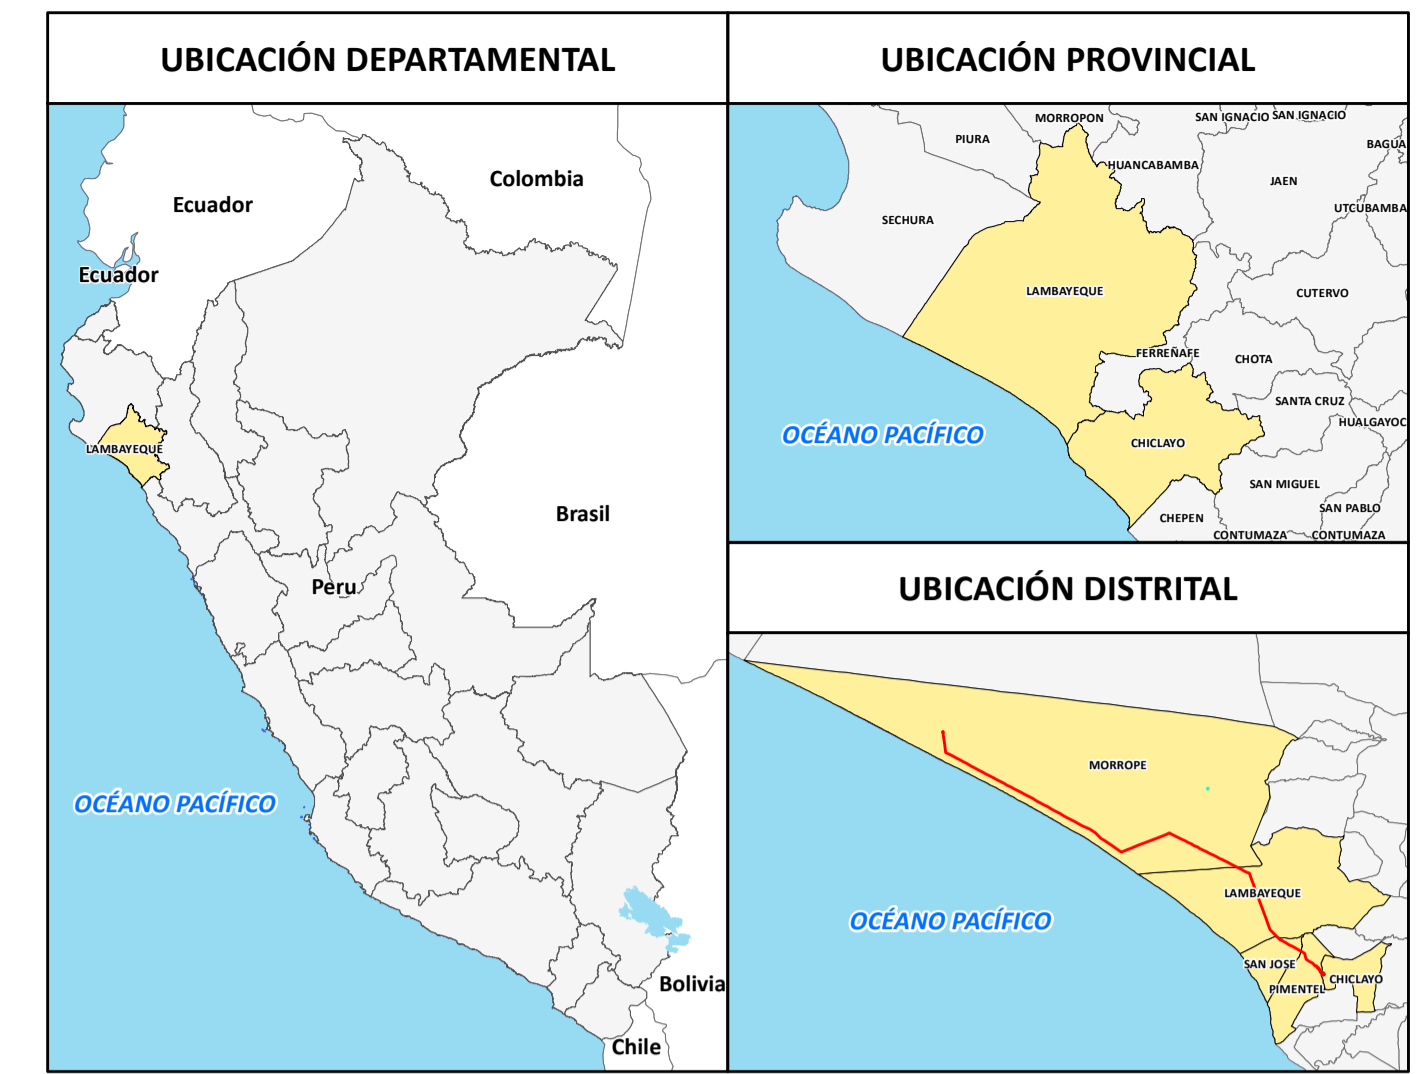 UBICACIÓN DEPARTAMENTAL
Colombia
Ecuador
Ecuador
LAMBAYEQUE
Brasil
Peru
OCÉANO PACÍFICO
Bolivia
Chile
UBICACIÓN PROVINCIAL
MORROPON
SAN IGNACIO
SAN IGNACIO
PIURA
BAGUA
HUANCABAMBA
JAEN
UTCUBAMBA
SECHURA
LAMBAYEQUE
CUTERVO
FERREÑAFE
CHOTA
SANTA CRUZ
HUALGAYOC
OCÉANO PACÍFICO
CHICLAYO
SAN MIGUEL
SAN PABLO
CHEPEN
CONTUMAZA
CONTUMAZA
UBICACIÓN DISTRITAL
MORROPE
LAMBAYEQUE
OCÉANO PACÍFICO
SAN JOSE
CHICLAYO
PIMENTEL